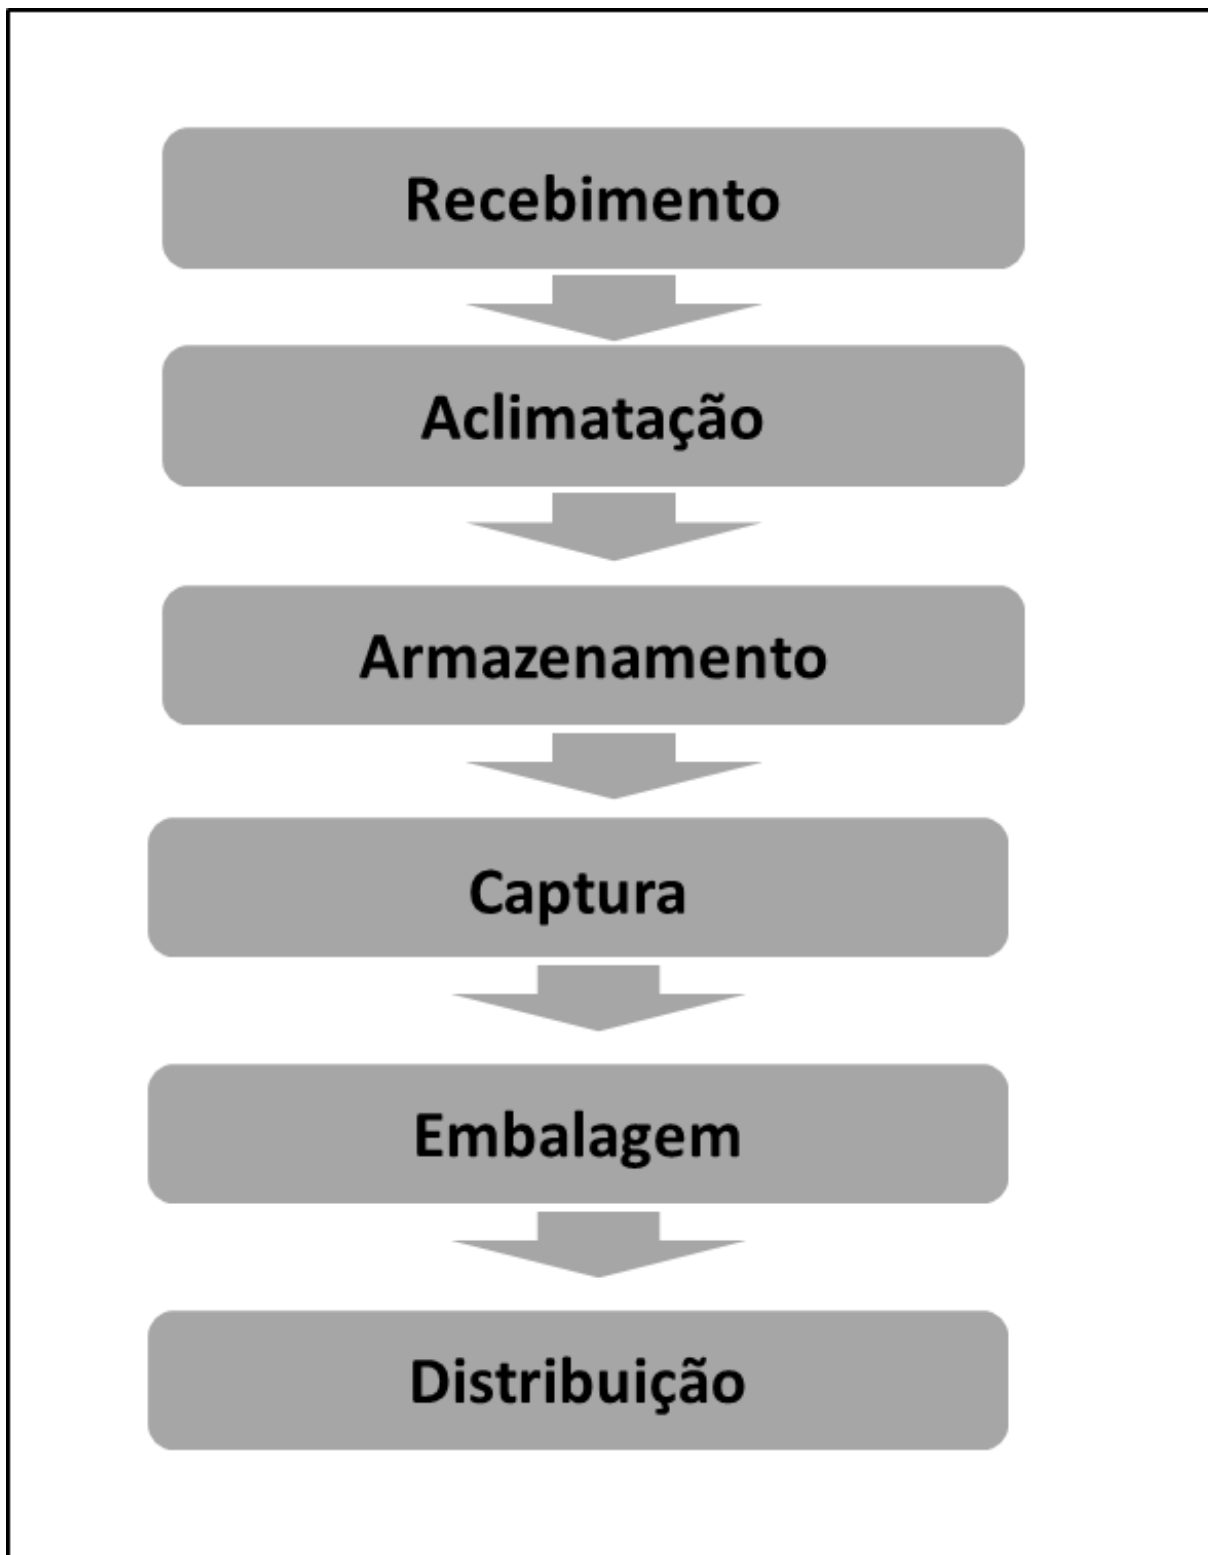 Recebimento
Aclimatação
Armazenamento
Captura
Embalagem
Distribuição